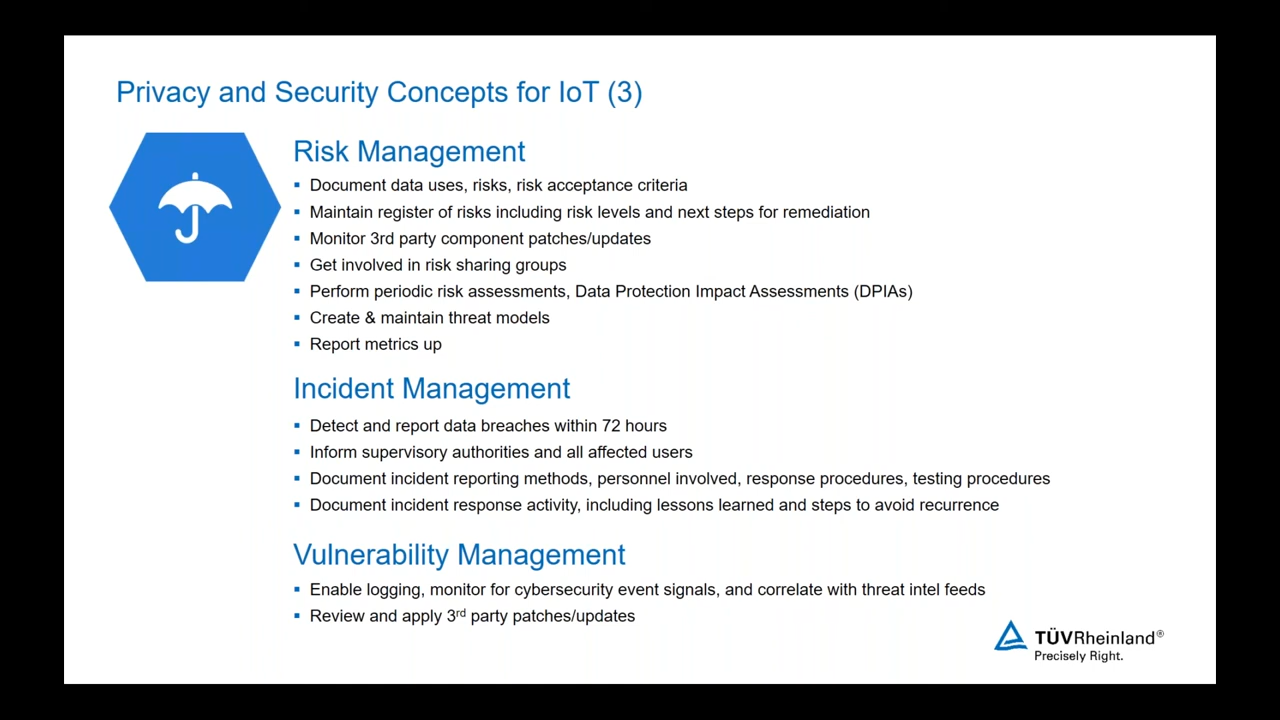 Privacy and Security Concepts for IoT (3)
Risk Management
▪ Document data uses, risks, risk acceptance criteria
▪ Maintain register of risks including risk levels and next steps for remediation
▪ Monitor 3rd party component patches/updates
▪ Get involved in risk sharing groups
▪ Perform periodic risk assessments, Data Protection Impact Assessments (DPIAs)
▪ Create & maintain threat models
▪ Report metrics up
Incident Management
▪ Detect and report data breaches within 72 hours
▪ Inform supervisory authorities and all affected users
▪ Document incident reporting methods, personnel involved, response procedures, testing procedures
▪ Document incident response activity, including lessons learned and steps to avoid recurrence
Vulnerability Management
▪ Enable logging, monitor for cybersecurity event signals, and correlate with threat intel feeds
▪ Review and apply 3rd party patches/updates
TÜVRheinland®
Precisely Right.